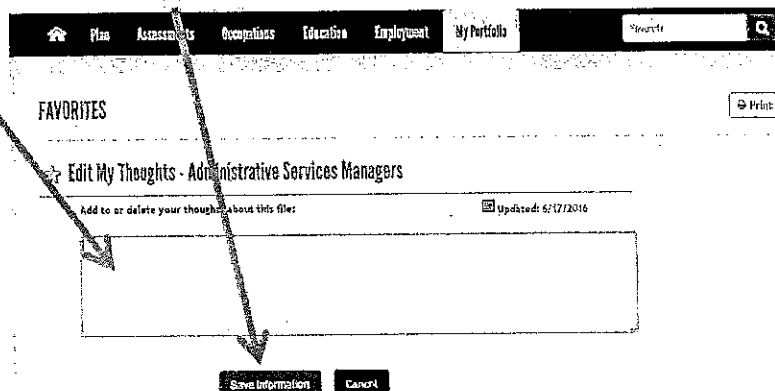 Plan Assessments Occupations Education Employment My Portfolio Search
FAVORITES
Print
Edit My Thoughts - Administrative Services Managers
Add to or delete your thoughts about this file:
Updated: 6/17/2016
Save Information Cancel